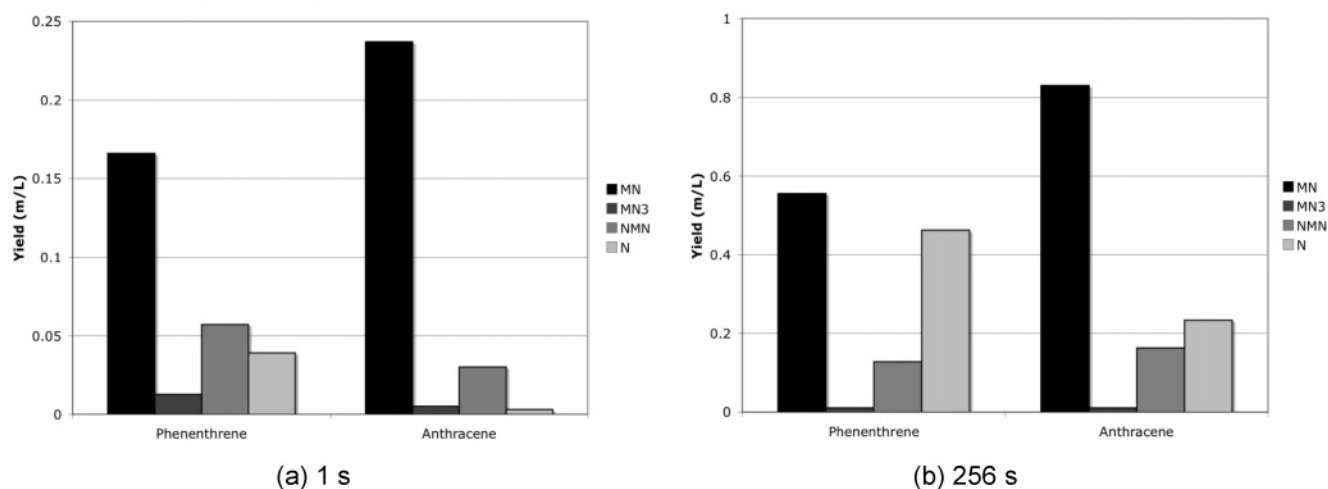 0.25
0.2
0.15
0.1
0.05
0
Yield (m/L)
Phenenthrene
Anthracene
MN
MN3
NMN
N
(a) 1 s
1
0.8
0.6
0.4
0.2
0
Yield (m/L)
Phenenthrene
Anthracene
MN
MN3
NMN
N
(b) 256 s